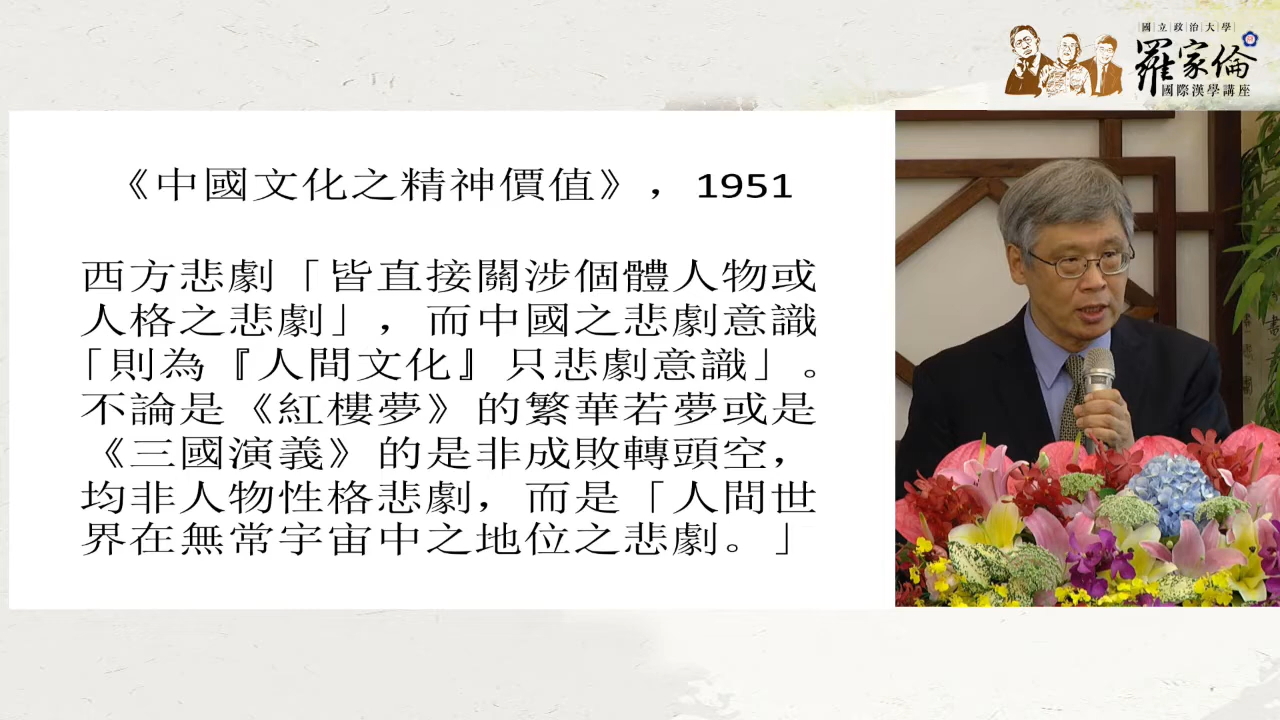 國立政治大學
羅家倫
國際漢學講座
《中國文化之精神價值》，1951
西方悲劇「皆直接關涉個體人物或
人格之悲劇」，而中國之悲劇意識
「則為『人間文化』只悲劇意識」。
不論是《紅樓夢》的繁華若夢或是
《三國演義》的是非成敗轉頭空，
均非人物性格悲劇，而是「人間世
界在無常宇宙中之地位之悲劇。」